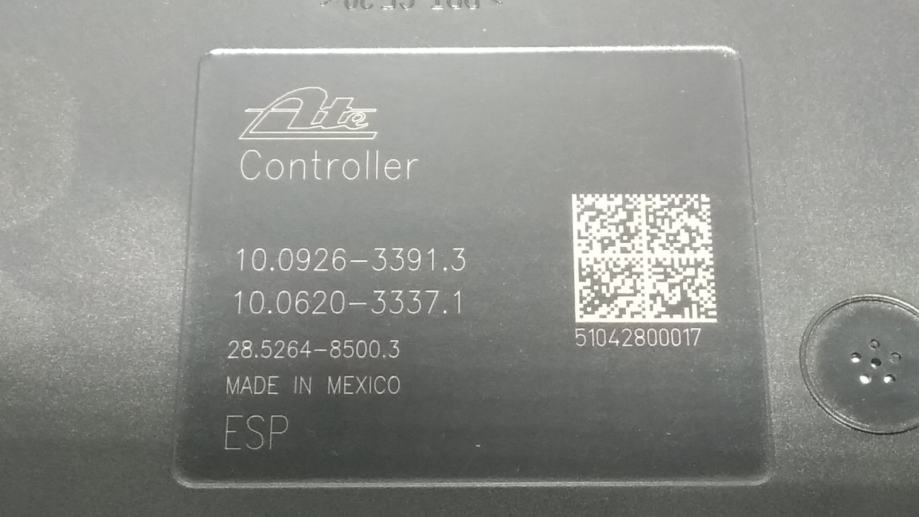 Ate
Controller
10.0926-3391.3
10.0620-3337.1
28.5264-8500.3
MADE IN MEXICO
ESP
51042800017